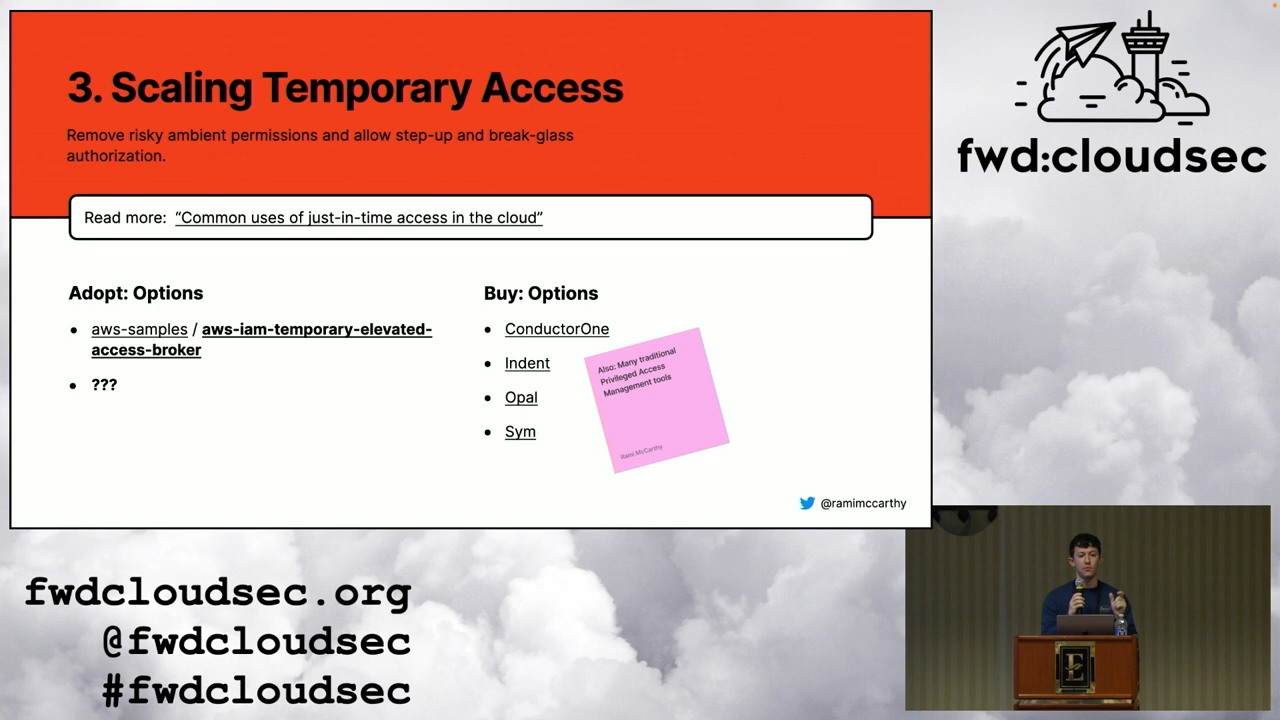 3. Scaling Temporary Access
Remove risky ambient permissions and allow step-up and break-glass
authorization.
Read more: “Common uses of just-in-time access in the cloud”
Adopt: Options
• aws-samples / aws-iam-temporary-elevated-
access-broker
• ???
Buy: Options
• ConductorOne
• Indent
• Opal
• Sym
Also: Many traditional
Privileged Access
Management tools
Rami McCarthy
@ramimccarthy
fwd:cloudsec
fwdcloudsec.org
@fwdcloudsec
#fwdcloudsec
E